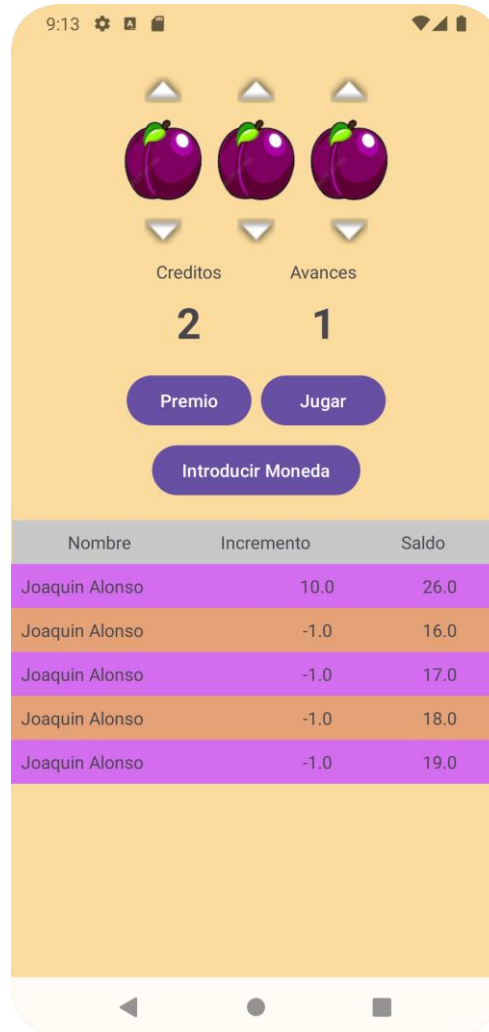 9:13
Creditos Avances
2 1
Premio Jugar
Introducir Moneda
Nombre Incremento Saldo
Joaquin Alonso 10.0 26.0
Joaquin Alonso -1.0 16.0
Joaquin Alonso -1.0 17.0
Joaquin Alonso -1.0 18.0
Joaquin Alonso -1.0 19.0